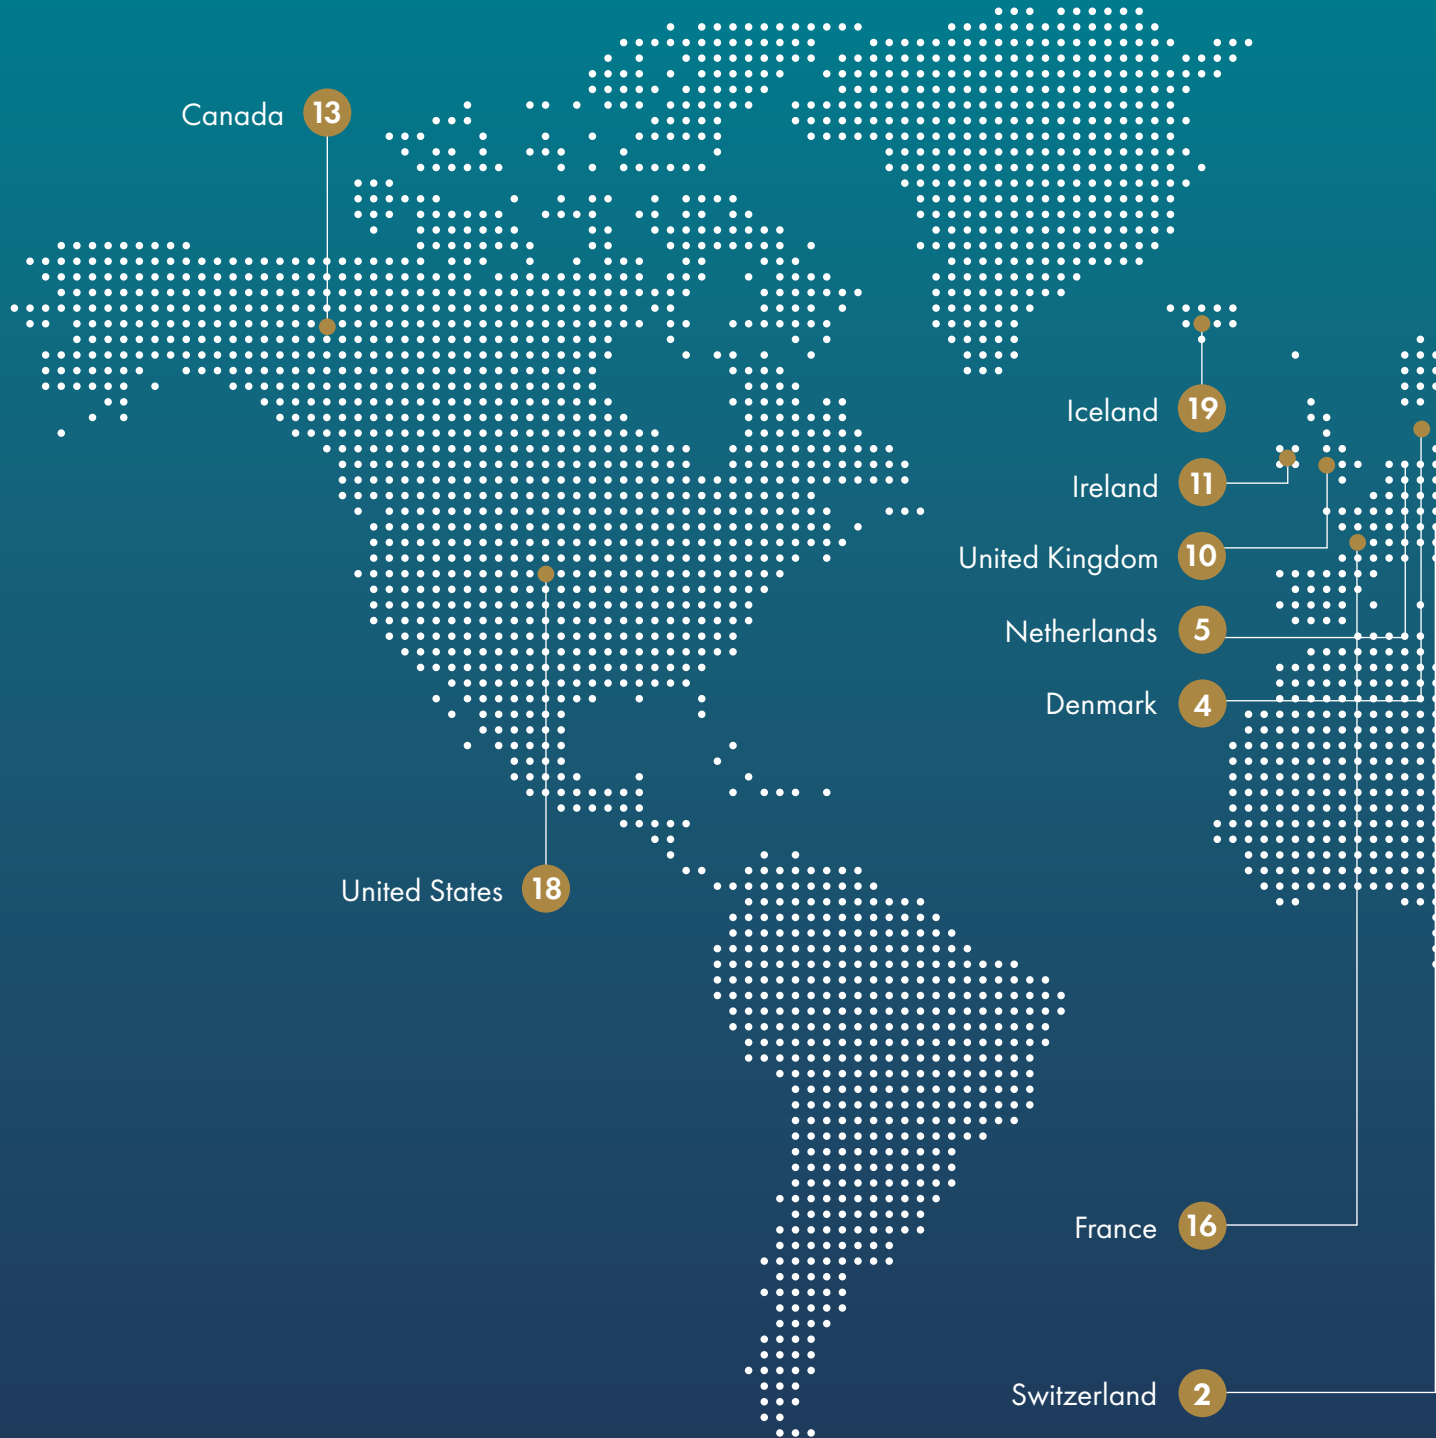 Canada 13
Iceland 19
Ireland 11
United Kingdom 10
Netherlands 5
Denmark 4
United States 18
France 16
Switzerland 2